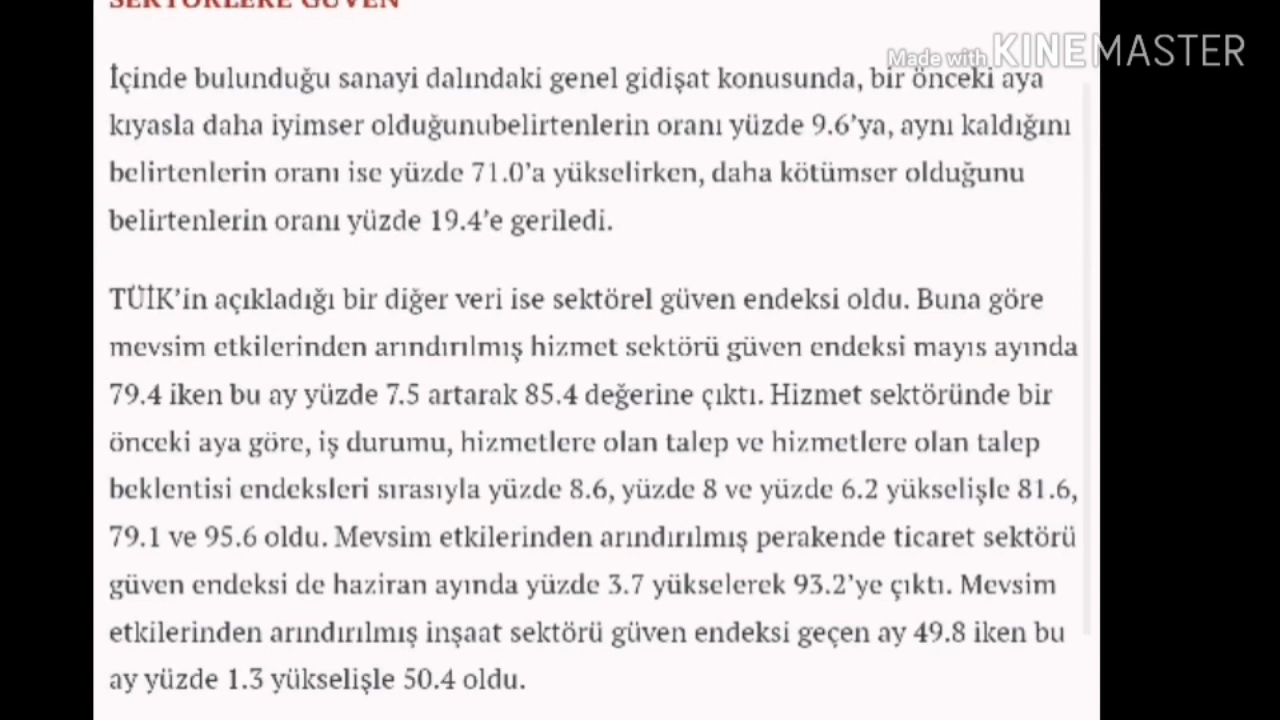 SEKTÖRLERE GÜVEN
Made with KINEMASTER
İçinde bulunduğu sanayi dalındaki genel gidişat konusunda, bir önceki aya
kıyasla daha iyimser olduğunubelirtenlerin oranı yüzde 9.6'ya, aynı kaldığını
belirtenlerin oranı ise yüzde 71.0'a yükselirken, daha kötümser olduğunu
belirtenlerin oranı yüzde 19.4'e geriledi.
TÜİK'in açıkladığı bir diğer veri ise sektörel güven endeksi oldu. Buna göre
mevsim etkilerinden arındırılmış hizmet sektörü güven endeksi mayıs ayında
79.4 iken bu ay yüzde 7.5 artarak 85.4 değerine çıktı. Hizmet sektöründe bir
önceki aya göre, iş durumu, hizmetlere olan talep ve hizmetlere olan talep
beklentisi endeksleri sırasıyla yüzde 8.6, yüzde 8 ve yüzde 6.2 yükselişle 81.6,
79.1 ve 95.6 oldu. Mevsim etkilerinden arındırılmış perakende ticaret sektörü
güven endeksi de haziran ayında yüzde 3.7 yükselerek 93.2'ye çıktı. Mevsim
etkilerinden arındırılmış inşaat sektörü güven endeksi geçen ay 49.8 iken bu
ay yüzde 1.3 yükselişle 50.4 oldu.